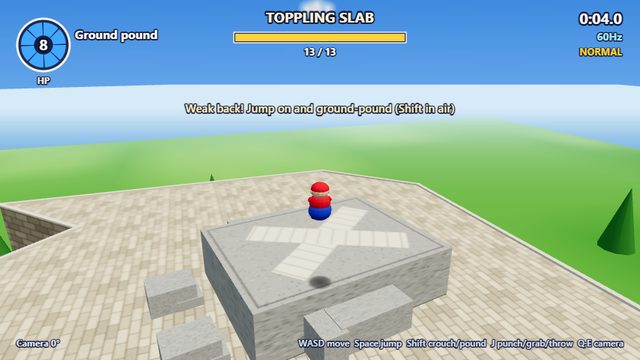 TOPPLING SLAB
0:04.0
8
Ground pound
60Hz
13 / 13
NORMAL
HP
Weak back! Jump on and ground-pound (Shift in air)
Camera 0°
WASD move Space jump Shift crouch/pound J punch/grab/throw Q-E camera